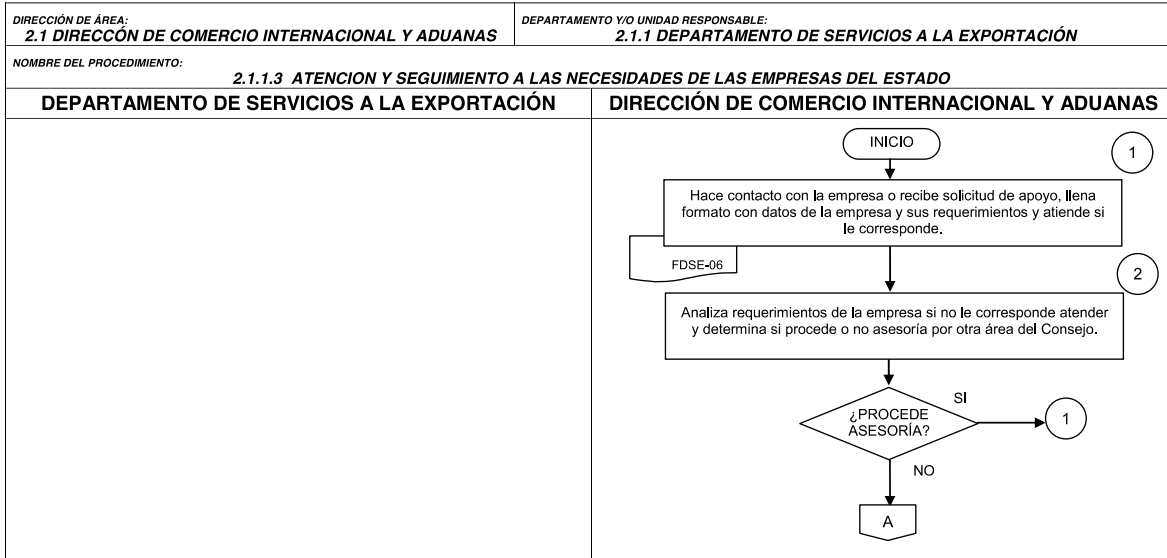 DIRECCIÓN DE ÁREA:
2.1 DIRECCÓN DE COMERCIO INTERNACIONAL Y ADUANAS
DEPARTAMENTO Y/O UNIDAD RESPONSABLE:
2.1.1 DEPARTAMENTO DE SERVICIOS A LA EXPORTACIÓN
NOMBRE DEL PROCEDIMIENTO:
2.1.1.3 ATENCION Y SEGUIMIENTO A LAS NECESIDADES DE LAS EMPRESAS DEL ESTADO
DEPARTAMENTO DE SERVICIOS A LA EXPORTACIÓN
DIRECCIÓN DE COMERCIO INTERNACIONAL Y ADUANAS
INICIO
1
Hace contacto con la empresa o recibe solicitud de apoyo, llena
formato con datos de la empresa y sus requerimientos y atiende si
le corresponde.
FDSE-06
2
Analiza requerimientos de la empresa si no le corresponde atender
y determina si procede o no asesoría por otra área del Consejo.
¿PROCEDE
ASESORÍA?
SI
1
NO
A